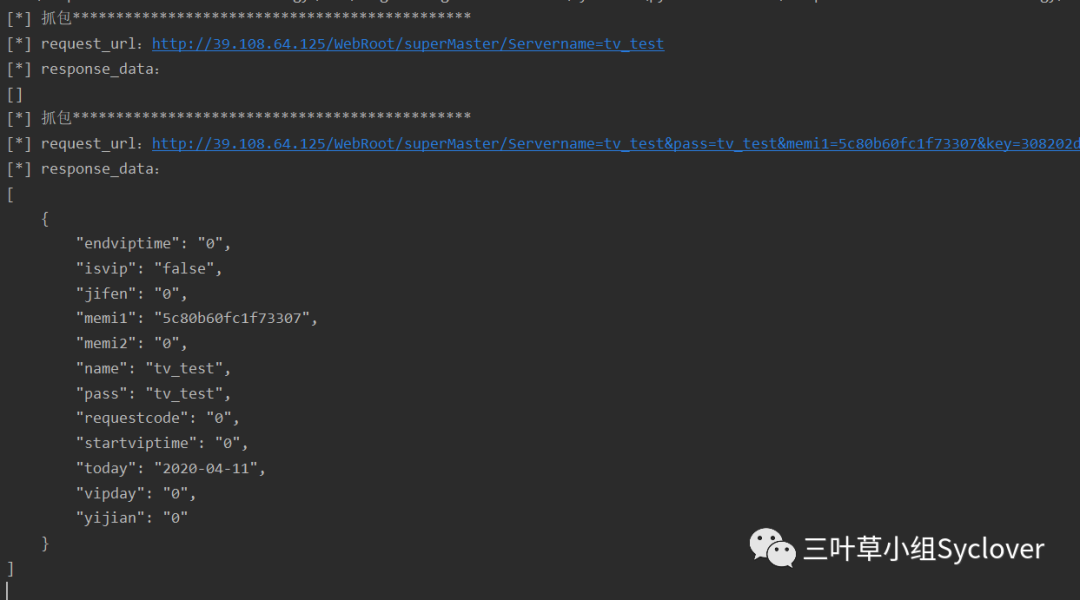 [*] 抓包*********************************************
[*] request_url：http://39.108.64.125/WebRoot/superMaster/Servername=tv_test
[*] response_data：
[]
[*] 抓包*********************************************
[*] request_url：http://39.108.64.125/WebRoot/superMaster/Servername=tv_test&pass=tv_test&memi1=5c80b60fc1f73307&key=308202d
[*] response_data：
[
{
"endviptime": "0",
"isvip": "false",
"jifen": "0",
"memi1": "5c80b60fc1f73307",
"memi2": "0",
"name": "tv_test",
"pass": "tv_test",
"requestcode": "0",
"startviptime": "0",
"today": "2020-04-11",
"vipday": "0",
"yijian": "0"
}
]
三叶草小组Syclover